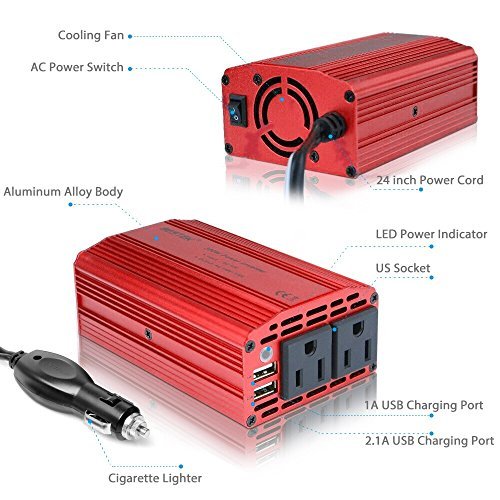 Cooling Fan
AC Power Switch
24 inch Power Cord
Aluminum Alloy Body
LED Power Indicator
US Socket
1A USB Charging Port
2.1A USB Charging Port
Cigarette Lighter